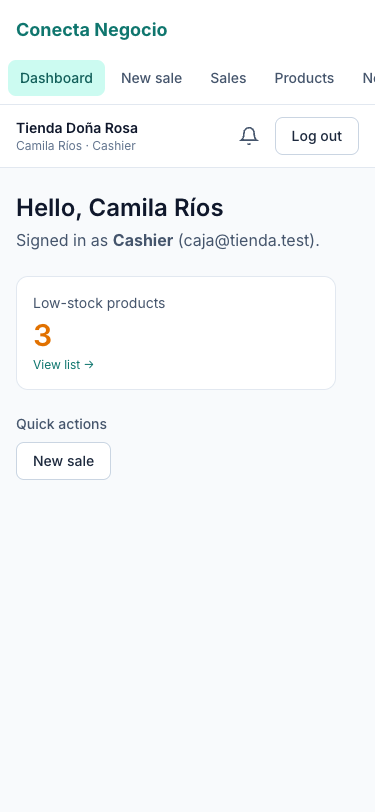 Conecta Negocio
Dashboard New sale Sales Products
Tienda Doña Rosa
Camila Ríos · Cashier
Log out
Hello, Camila Ríos
Signed in as Cashier (caja@tienda.test).
Low-stock products
3
View list →
Quick actions
New sale